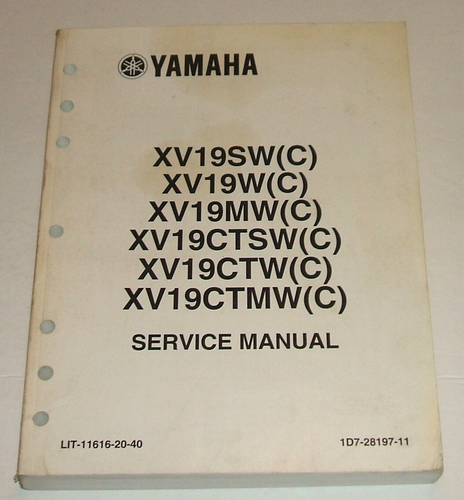 YAMAHA
XV19SW(C)
XV19W(C)
XV19MW(C)
XV19CTSW(C)
XV19CTW(C)
XV19CTMW(C)
SERVICE MANUAL
LIT-11616-20-40 1D7-28197-11